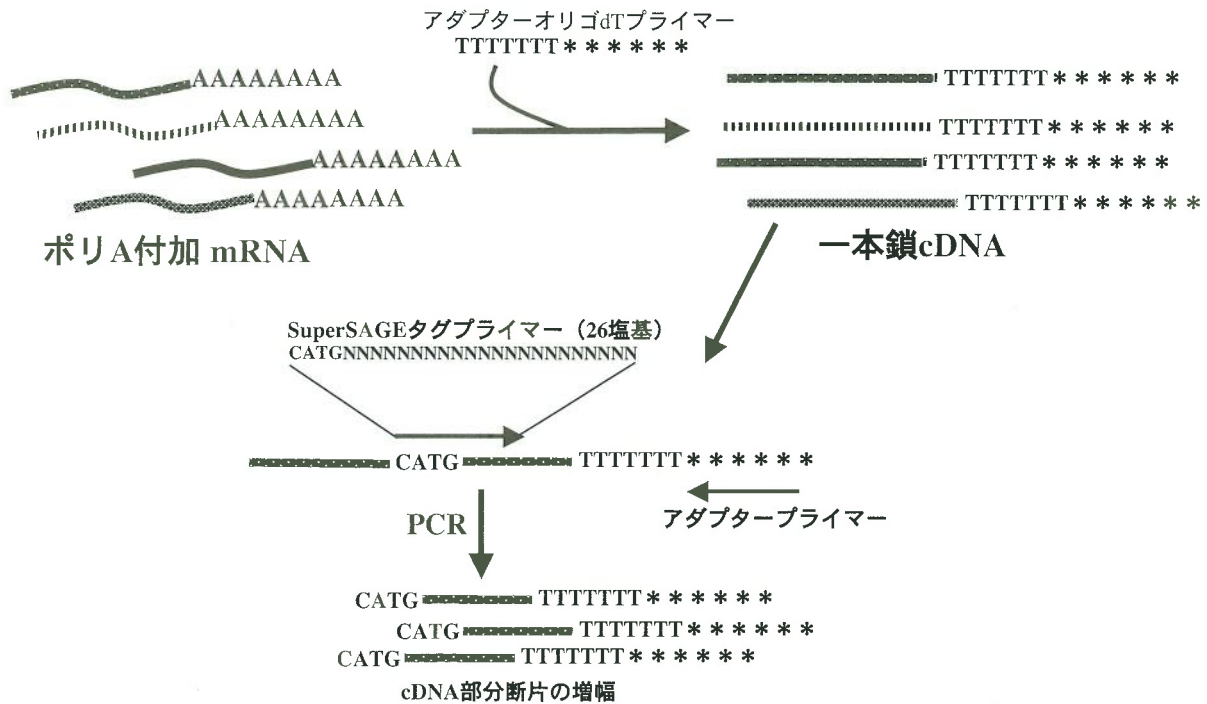 アダプターオリゴdTプライマー
TTTTTTT******
AAAAAAAA
AAAAAAAA
AAAAAAAA
AAAAAAAA
ポリA付加 mRNA
TTTTTTT******
TTTTTTT******
TTTTTTT******
TTTTTTT******
一本鎖cDNA
SuperSAGEタグプライマー（26塩基）
CATGNNNNNNNNNNNNNNNNNNNNNN
CATG TTTTTTT******
PCR
アダプタープライマー
CATG TTTTTTT******
CATG TTTTTTT******
CATG TTTTTTT******
cDNA部分断片の増幅